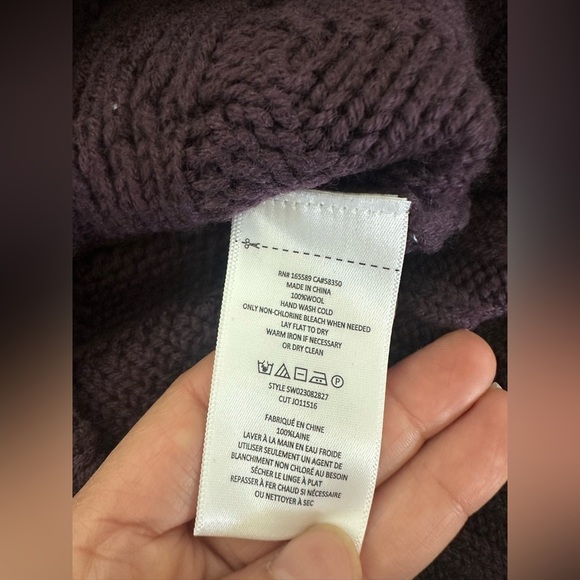 RN# 165589 CA#58350
MADE IN CHINA
100%WOOL
HAND WASH COLD
ONLY NON-CHLORINE BLEACH WHEN NEEDED
LAY FLAT TO DRY
WARM IRON IF NECESSARY
OR DRY CLEAN
STYLE SW023082827
CUT JO11516
FABRIQUÉ EN CHINE
100%LAINE
LAVER À LA MAIN EN EAU FROIDE
UTILISER SEULEMENT UN AGENT DE
BLANCHIMENT NON CHLORÉ AU BESOIN
SÉCHER LE LINGE À PLAT
REPASSER À FER CHAUD SI NÉCESSAIRE
OU NETTOYER À SEC